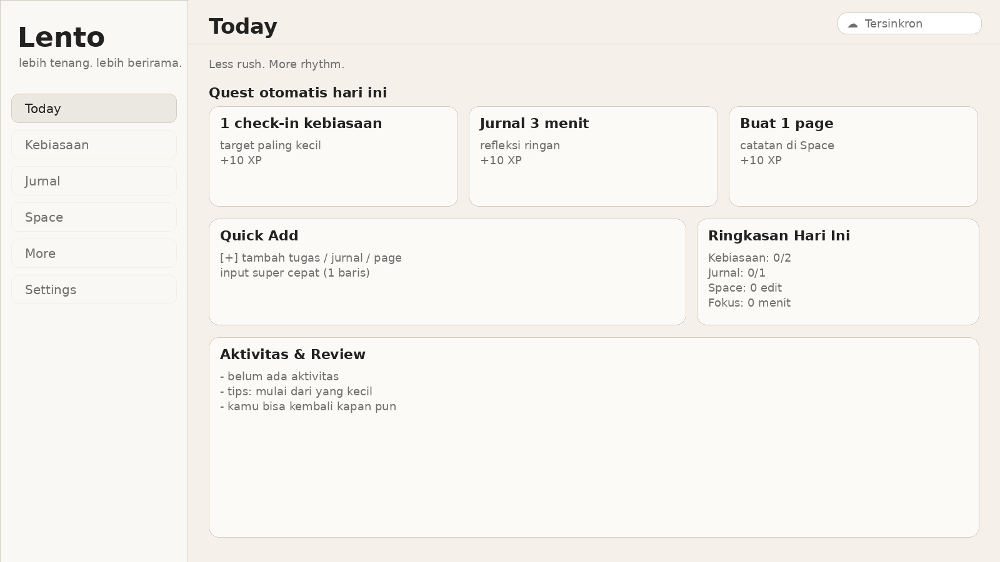 Lento
lebih tenang. lebih berirama.
Today
Kebiasaan
Jurnal
Space
More
Settings
Today
☁ Tersinkron
Less rush. More rhythm.
Quest otomatis hari ini
1 check-in kebiasaan
target paling kecil
+10 XP
Jurnal 3 menit
refleksi ringan
+10 XP
Buat 1 page
catatan di Space
+10 XP
Quick Add
[+] tambah tugas / jurnal / page
input super cepat (1 baris)
Ringkasan Hari Ini
Kebiasaan: 0/2
Jurnal: 0/1
Space: 0 edit
Fokus: 0 menit
Aktivitas & Review
- belum ada aktivitas
- tips: mulai dari yang kecil
- kamu bisa kembali kapan pun